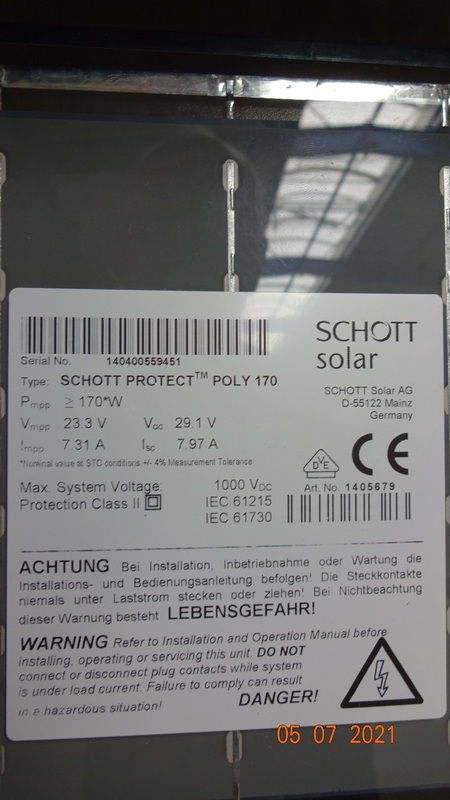 SCHOTT
solar
Serial No. 140400559451
Type: SCHOTT PROTECT™ POLY 170
SCHOTT Solar AG
D-55122 Mainz
Germany
Pmpp ≥ 170*W
Vmpp 23.3 V Voc 29.1 V
Impp 7.31 A Isc 7.97 A
*Nominal value at STC conditions +/- 4% Measurement Tolerance
DVE CE
Max. System Voltage: 1000 VDC
Art. No. 1405679
Protection Class II IEC 61215
IEC 61730
ACHTUNG Bei Installation, Inbetriebnahme oder Wartung die
Installations- und Bedienungsanleitung befolgen! Die Steckkontakte
niemals unter Laststrom stecken oder ziehen! Bei Nichtbeachtung
dieser Warnung besteht LEBENSGEFAHR!
WARNING Refer to Installation and Operation Manual before
installing, operating or servicing this unit. DO NOT
connect or disconnect plug contacts while system
is under load current. Failure to comply can result
in a hazardous situation! DANGER!
05 07 2021